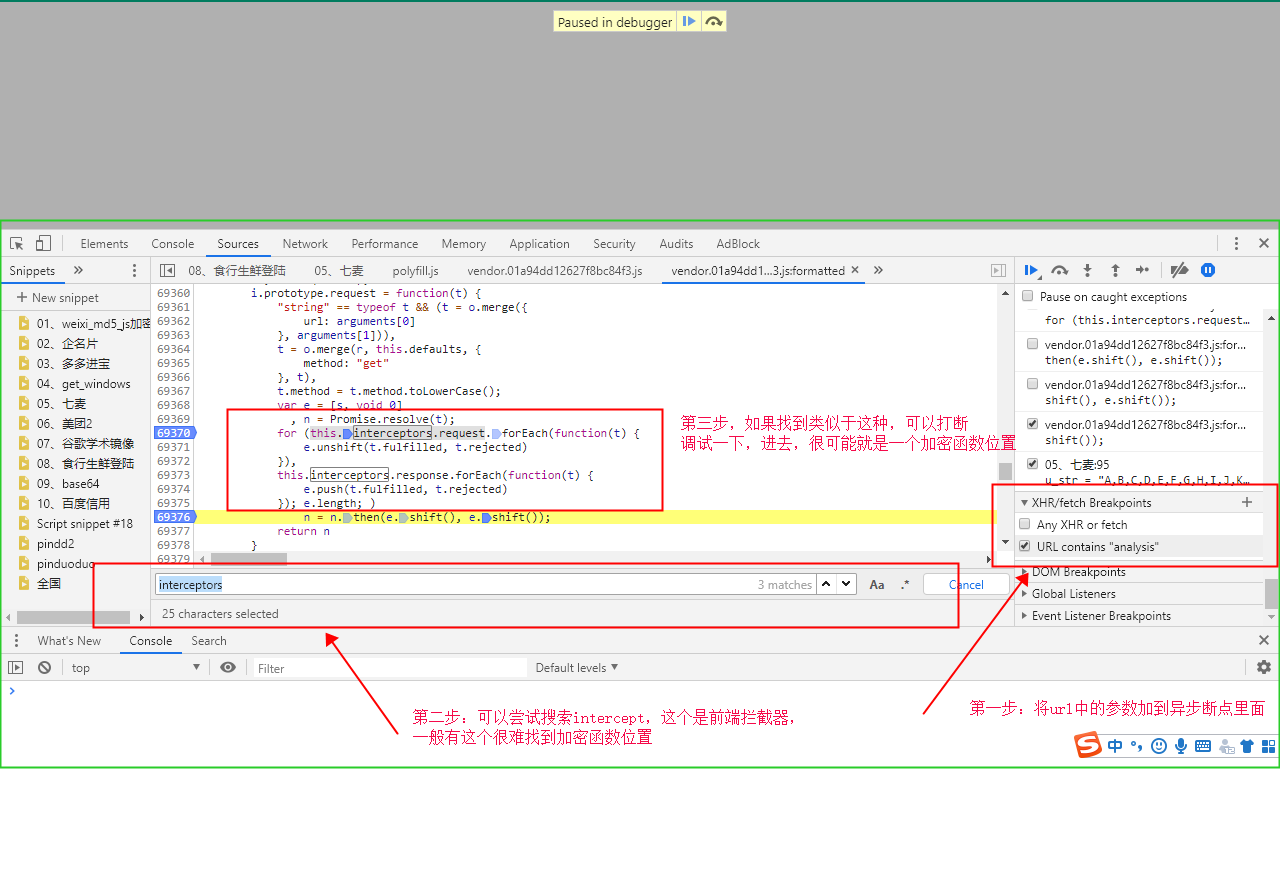 Paused in debugger
Elements Console Sources Network Performance Memory Application Security Audits AdBlock
Snippets
08、食行生鲜登陆 05、七麦 polyfill.js vendor.01a94dd12627f8bc84f3.js vendor.01a94dd1...3.js:formatted
New snippet
01、weixi_md5_js加密
02、企名片
03、多多进宝
04、get_windows
05、七麦
06、美团2
07、谷歌学术镜像
08、食行生鲜登陆
09、base64
10、百度信用
Script snippet #18
pindd2
pinduoduo
全国
69360 i.prototype.request = function(t) {
69361 "string" == typeof t && (t = o.merge({
69362 url: arguments[0]
69363 }, arguments[1])),
69364 t = o.merge(r, this.defaults, {
69365 method: "get"
69366 }, t),
69367 t.method = t.method.toLowerCase();
69368 var e = [s, void 0]
69369 , n = Promise.resolve(t);
69370 for (this.interceptors.request.forEach(function(t) {
69371 e.unshift(t.fulfilled, t.rejected)
69372 }),
69373 this.interceptors.response.forEach(function(t) {
69374 e.push(t.fulfilled, t.rejected)
69375 }); e.length; )
69376 n = n.then(e.shift(), e.shift());
69377 return n
69378 }
69379
第三步，如果找到类似于这种，可以打断
调试一下，进去，很可能就是一个加密函数位置
interceptors 3 matches Aa .* Cancel
25 characters selected
Pause on caught exceptions
for (this.interceptors.request…
vendor.01a94dd12627f8bc84f3.js:for...
then(e.shift(), e.shift());
vendor.01a94dd12627f8bc84f3.js:for...
shift(), e.shift());
vendor.01a94dd12627f8bc84f3.js:for...
shift());
05、七麦:95
u_str = "A,B,C,D,E,F,G,H,I,J,K…
XHR/fetch Breakpoints
Any XHR or fetch
URL contains "analysis"
DOM Breakpoints
Global Listeners
Event Listener Breakpoints
What's New Console Search
top Filter Default levels
第二步：可以尝试搜索intercept，这个是前端拦截器，
一般有这个很难找到加密函数位置
第一步：将url中的参数加到异步断点里面
中